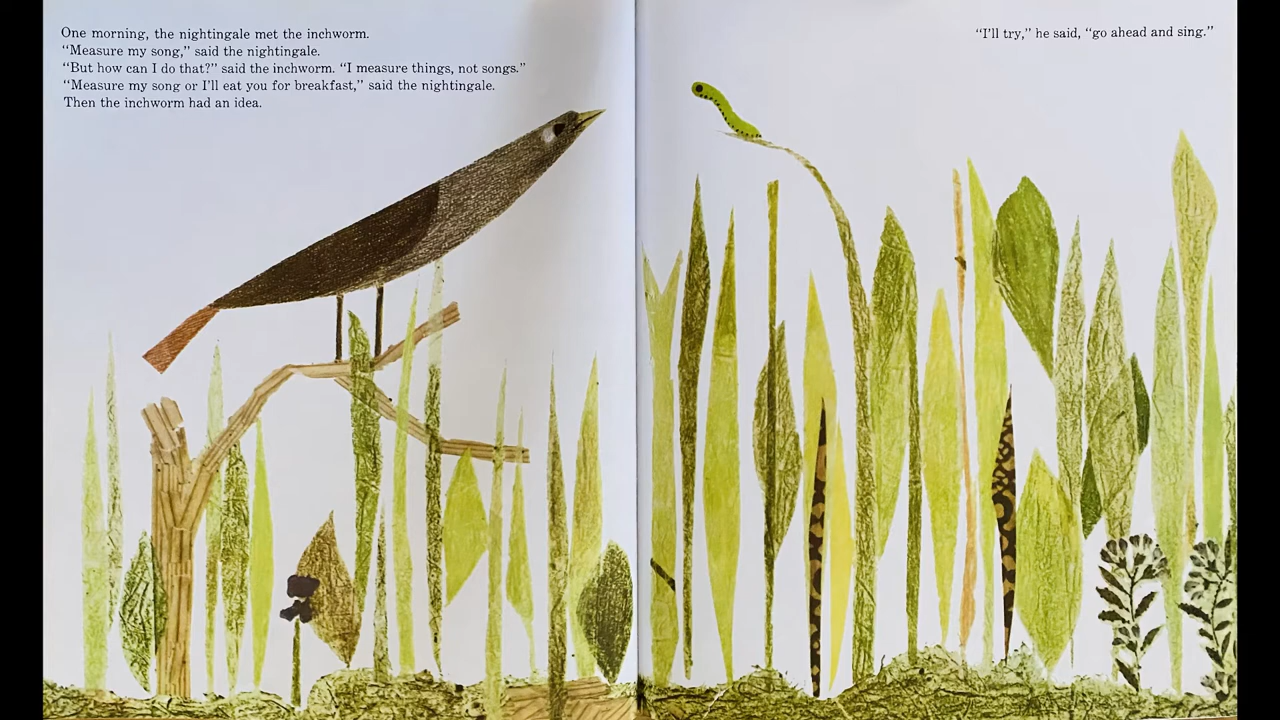 One morning, the nightingale met the inchworm.
“Measure my song,” said the nightingale.
“But how can I do that?” said the inchworm. “I measure things, not songs.”
“Measure my song or I’ll eat you for breakfast,” said the nightingale.
Then the inchworm had an idea.
“I’ll try,” he said, “go ahead and sing.”